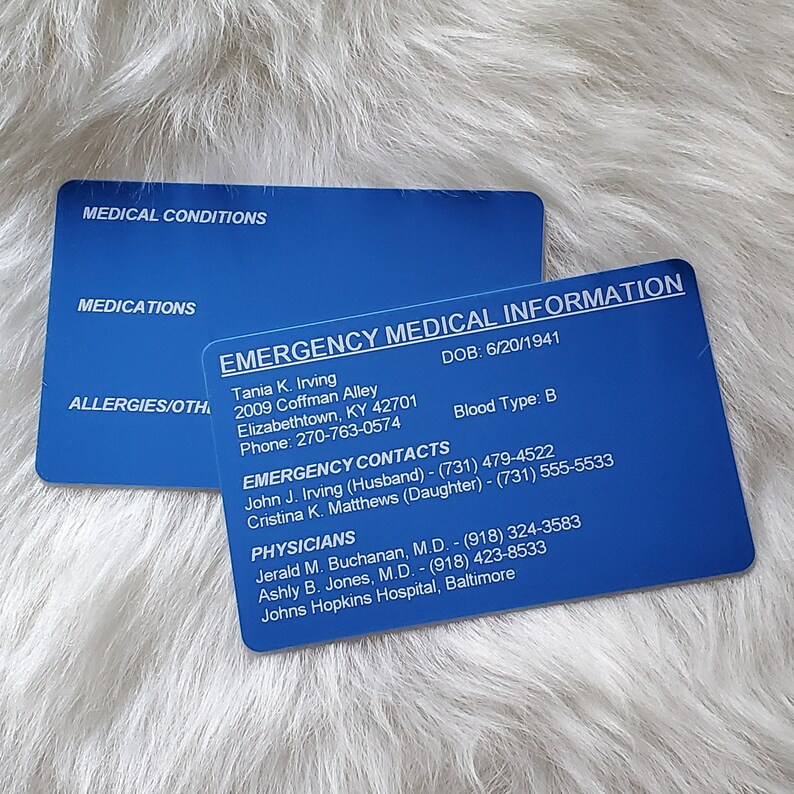 MEDICAL CONDITIONS
MEDICATIONS
ALLERGIES/OTHE
EMERGENCY MEDICAL INFORMATION
Tania K. Irving
DOB: 6/20/1941
2009 Coffman Alley
Elizabethtown, KY 42701
Phone: 270-763-0574
Blood Type: B
EMERGENCY CONTACTS
John J. Irving (Husband) - (731) 479-4522
Cristina K. Matthews (Daughter) - (731) 555-5533
PHYSICIANS
Jerald M. Buchanan, M.D. - (918) 324-3583
Ashly B. Jones, M.D. - (918) 423-8533
Johns Hopkins Hospital, Baltimore